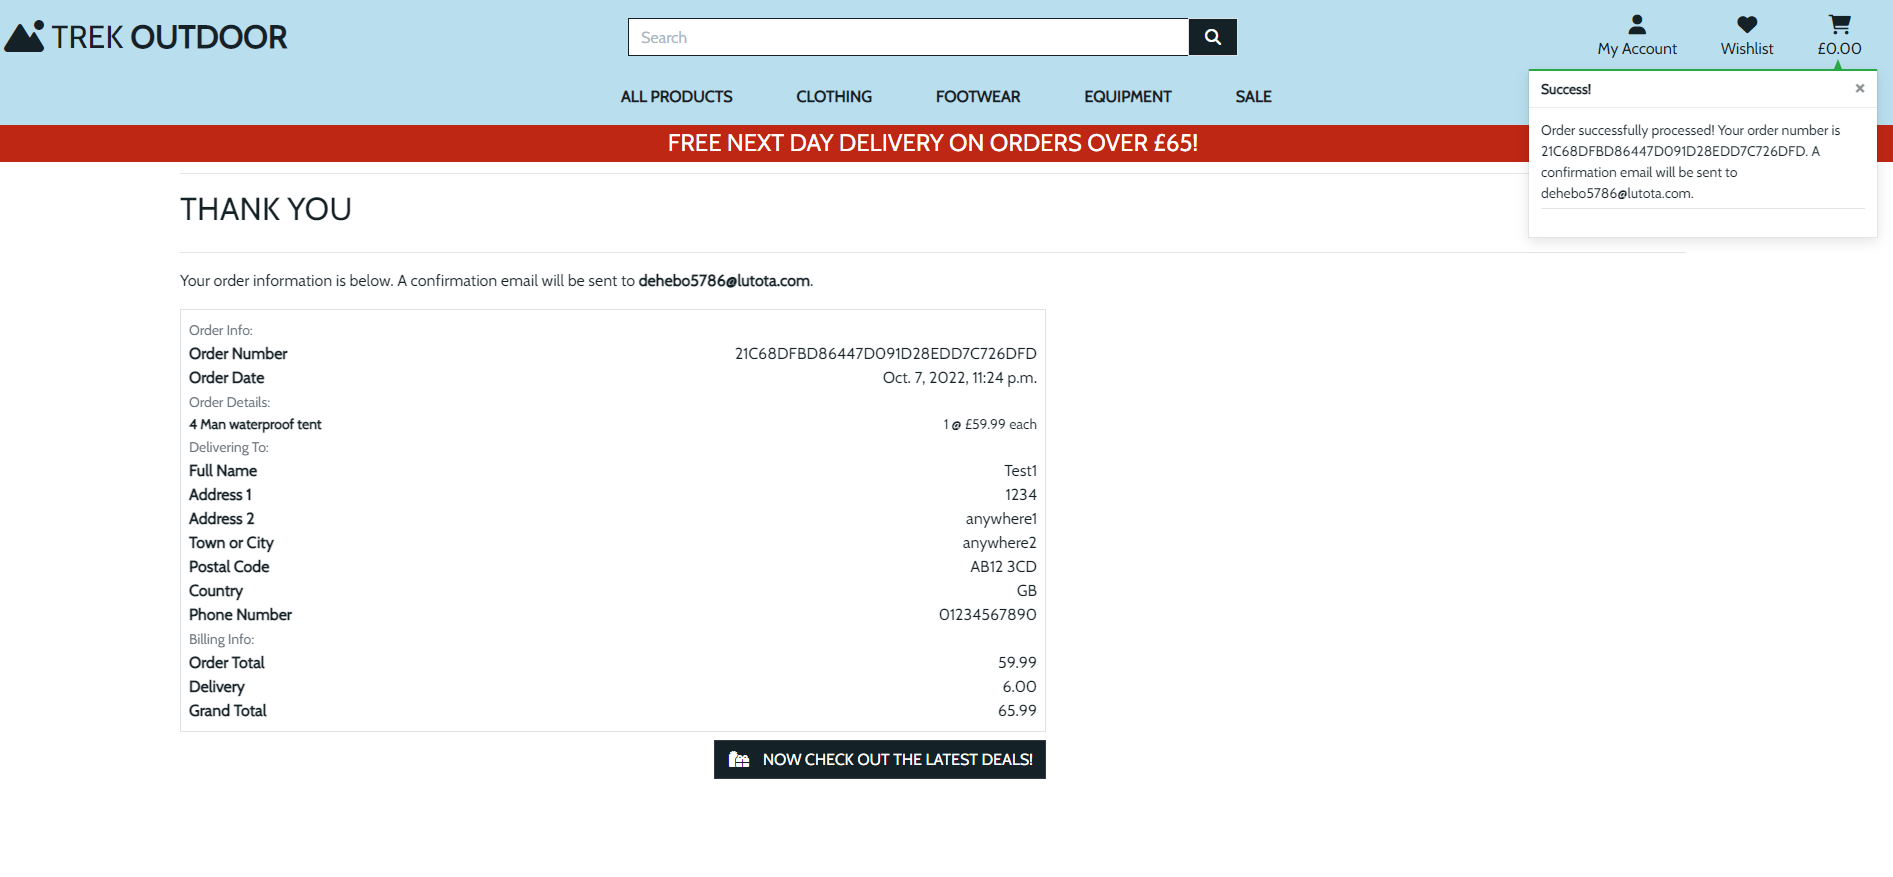 TREK OUTDOOR
Search
My Account
Wishlist
£0.00
ALL PRODUCTS
CLOTHING
FOOTWEAR
EQUIPMENT
SALE
FREE NEXT DAY DELIVERY ON ORDERS OVER £65!
Success!
×
Order successfully processed! Your order number is
21C68DFBD86447D091D28EDD7C726DFD. A
confirmation email will be sent to
dehebo5786@lutota.com.
THANK YOU
Your order information is below. A confirmation email will be sent to dehebo5786@lutota.com.
Order Info:
Order Number 21C68DFBD86447D091D28EDD7C726DFD
Order Date Oct. 7, 2022, 11:24 p.m.
Order Details:
4 Man waterproof tent 1 @ £59.99 each
Delivering To:
Full Name Test1
Address 1 1234
Address 2 anywhere1
Town or City anywhere2
Postal Code AB12 3CD
Country GB
Phone Number 01234567890
Billing Info:
Order Total 59.99
Delivery 6.00
Grand Total 65.99
NOW CHECK OUT THE LATEST DEALS!